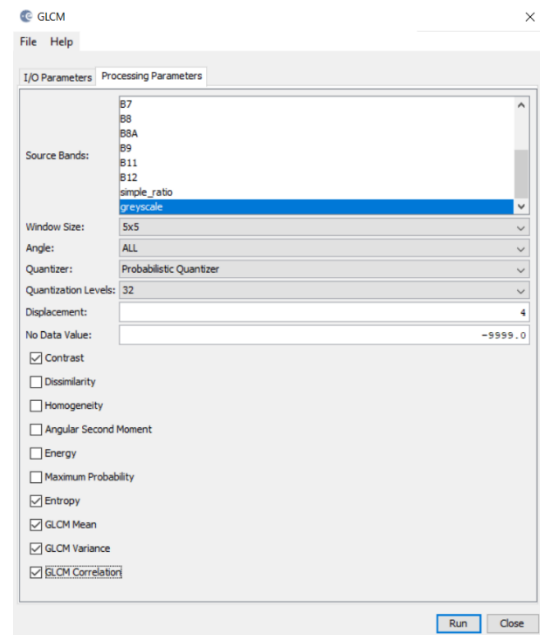 GLCM
File Help
I/O Parameters Processing Parameters
Source Bands:
B7
B8
B8A
B9
B11
B12
simple_ratio
greyscale
Window Size: 5x5
Angle: ALL
Quantizer: Probabilistic Quantizer
Quantization Levels: 32
Displacement: 4
No Data Value: -9999.0
Contrast
Dissimilarity
Homogeneity
Angular Second Moment
Energy
Maximum Probability
Entropy
GLCM Mean
GLCM Variance
GLCM Correlation
Run Close